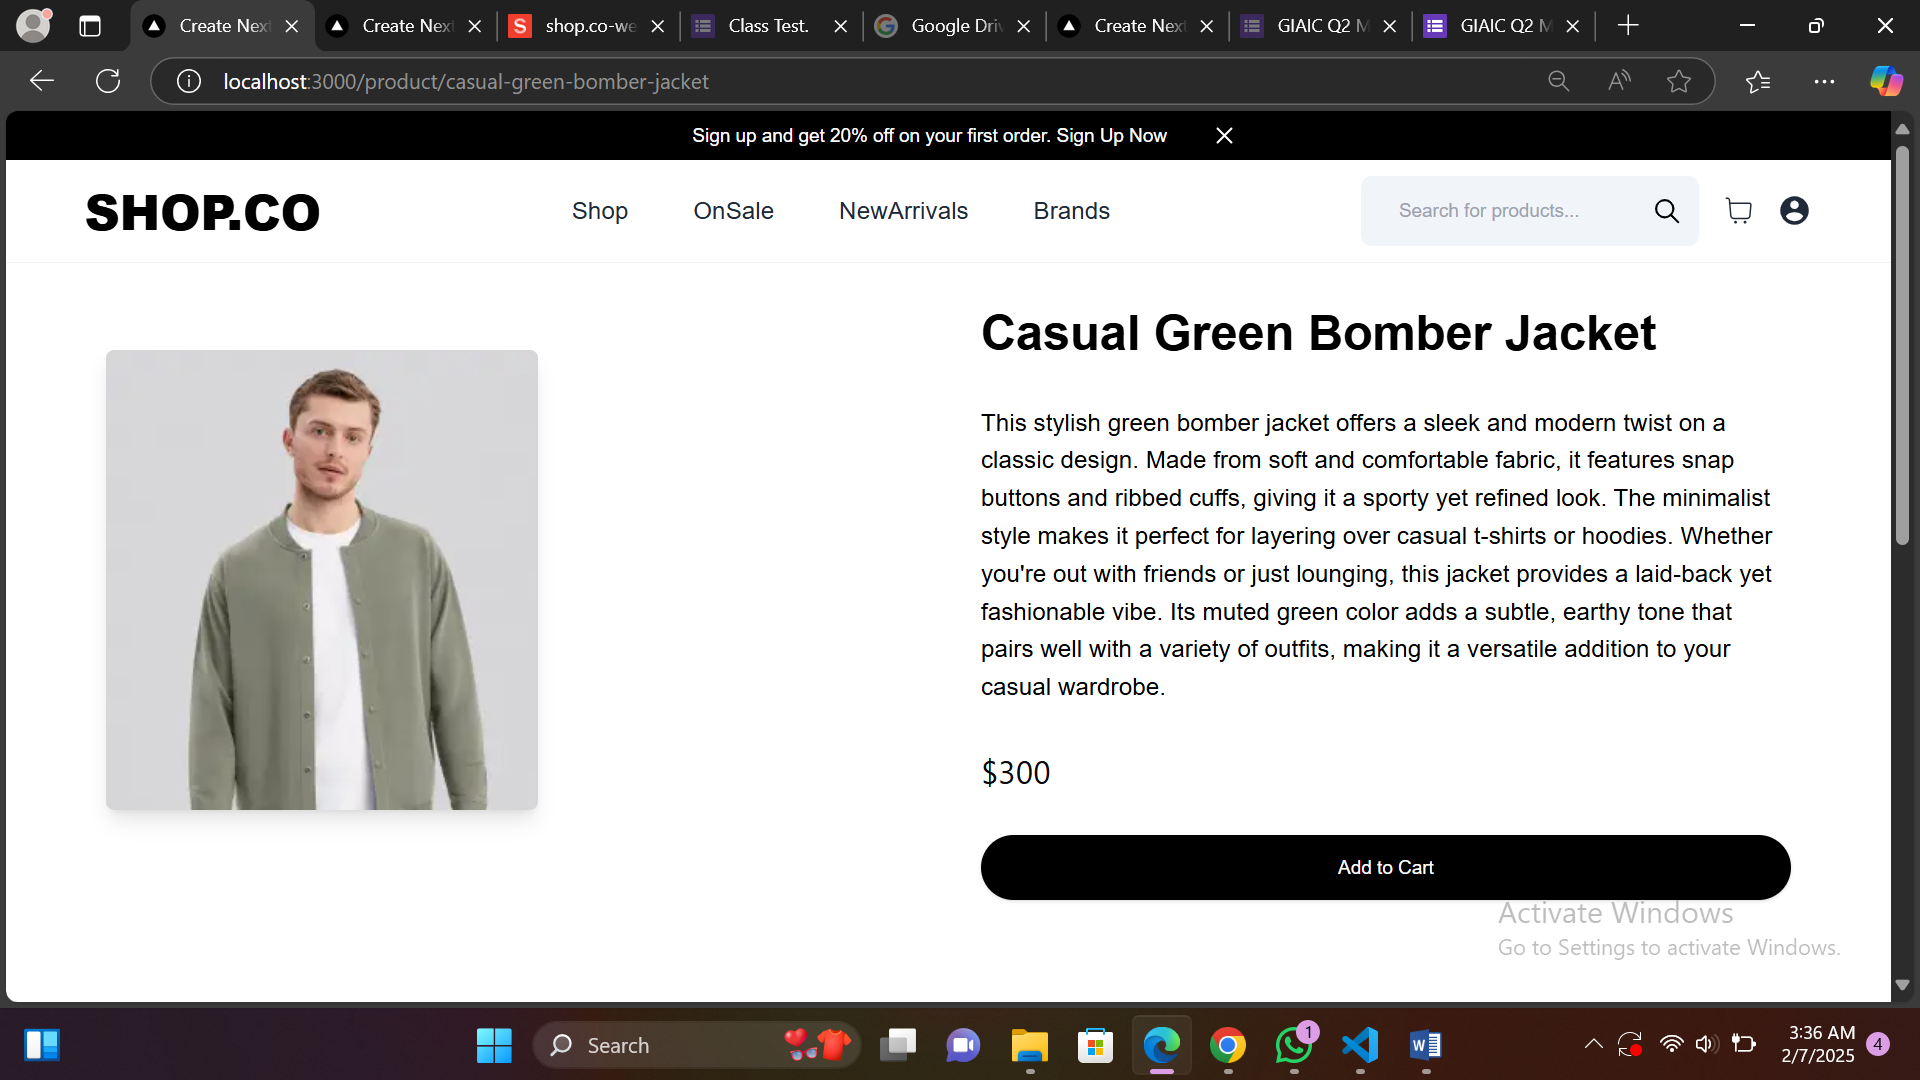 Create Next
Create Next
shop.co-we
Class Test.
Google Driv
Create Next
GIAIC Q2 M
GIAIC Q2 M
localhost:3000/product/casual-green-bomber-jacket
Sign up and get 20% off on your first order. Sign Up Now
SHOP.CO
Shop
OnSale
NewArrivals
Brands
Search for products...
Casual Green Bomber Jacket
This stylish green bomber jacket offers a sleek and modern twist on a
classic design. Made from soft and comfortable fabric, it features snap
buttons and ribbed cuffs, giving it a sporty yet refined look. The minimalist
style makes it perfect for layering over casual t-shirts or hoodies. Whether
you're out with friends or just lounging, this jacket provides a laid-back yet
fashionable vibe. Its muted green color adds a subtle, earthy tone that
pairs well with a variety of outfits, making it a versatile addition to your
casual wardrobe.
$300
Add to Cart
Activate Windows
Go to Settings to activate Windows.
Search
1
3:36 AM
2/7/2025
4